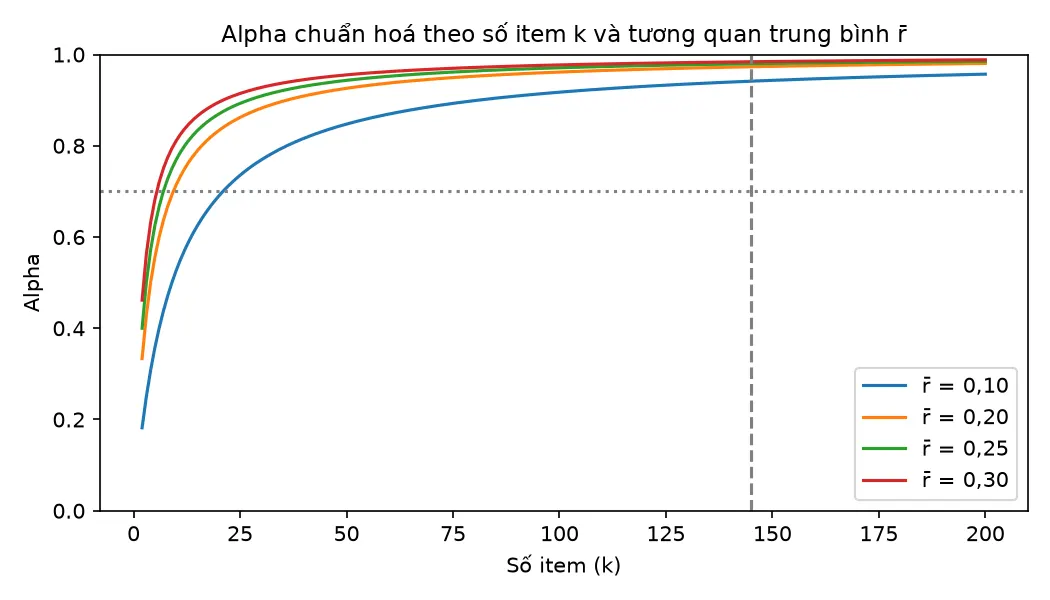 Alpha chuẩn hoá theo số item k và tương quan trung bình r̄
Alpha
1.0
0.8
0.6
0.4
0.2
0.0
r̄ = 0,10
r̄ = 0,20
r̄ = 0,25
r̄ = 0,30
0 25 50 75 100 125 150 175 200
Số item (k)